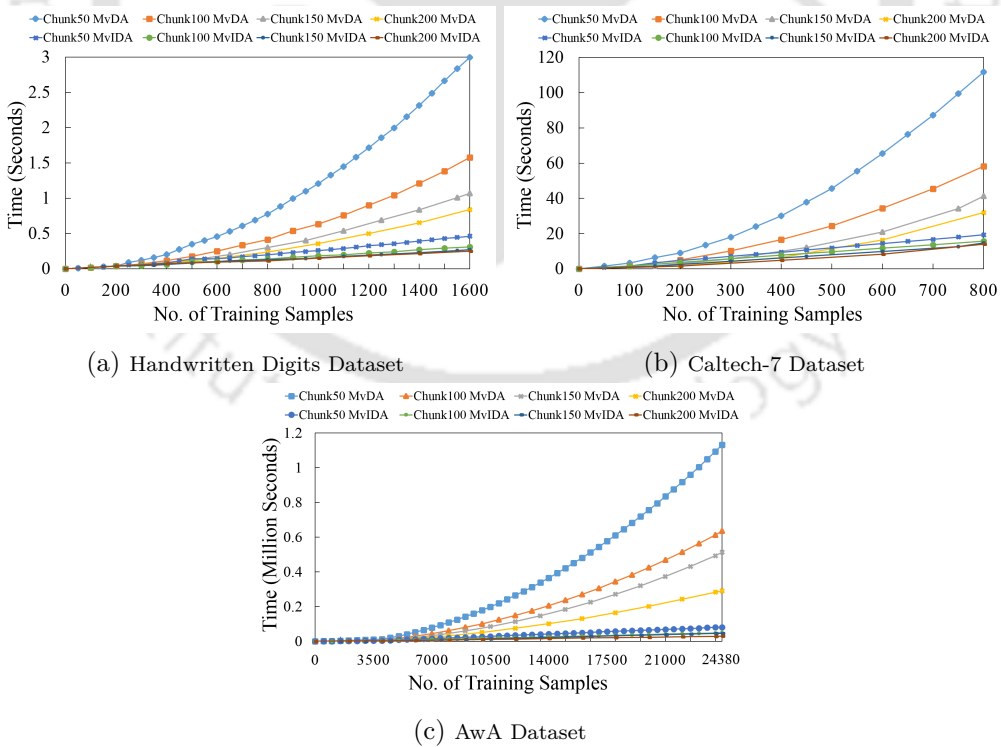 Chunk50 MvDA Chunk100 MvDA Chunk150 MvDA Chunk200 MvDA
Chunk50 MvIDA Chunk100 MvIDA Chunk150 MvIDA Chunk200 MvIDA
3
2.5
2
1.5
1
0.5
0
Time (Seconds)
0 200 400 600 800 1000 1200 1400 1600
No. of Training Samples
(a) Handwritten Digits Dataset
Chunk50 MvDA Chunk100 MvDA Chunk150 MvDA Chunk200 MvDA
Chunk50 MvIDA Chunk100 MvIDA Chunk150 MvIDA Chunk200 MvIDA
120
100
80
60
40
20
0
Time (Seconds)
0 100 200 300 400 500 600 700 800
No. of Training Samples
(b) Caltech-7 Dataset
Chunk50 MvDA Chunk100 MvDA Chunk150 MvDA Chunk200 MvDA
Chunk50 MvIDA Chunk100 MvIDA Chunk150 MvIDA Chunk200 MvIDA
1.2
1
0.8
0.6
0.4
0.2
0
Time (Million Seconds)
0 3500 7000 10500 14000 17500 21000 24380
No. of Training Samples
(c) AwA Dataset